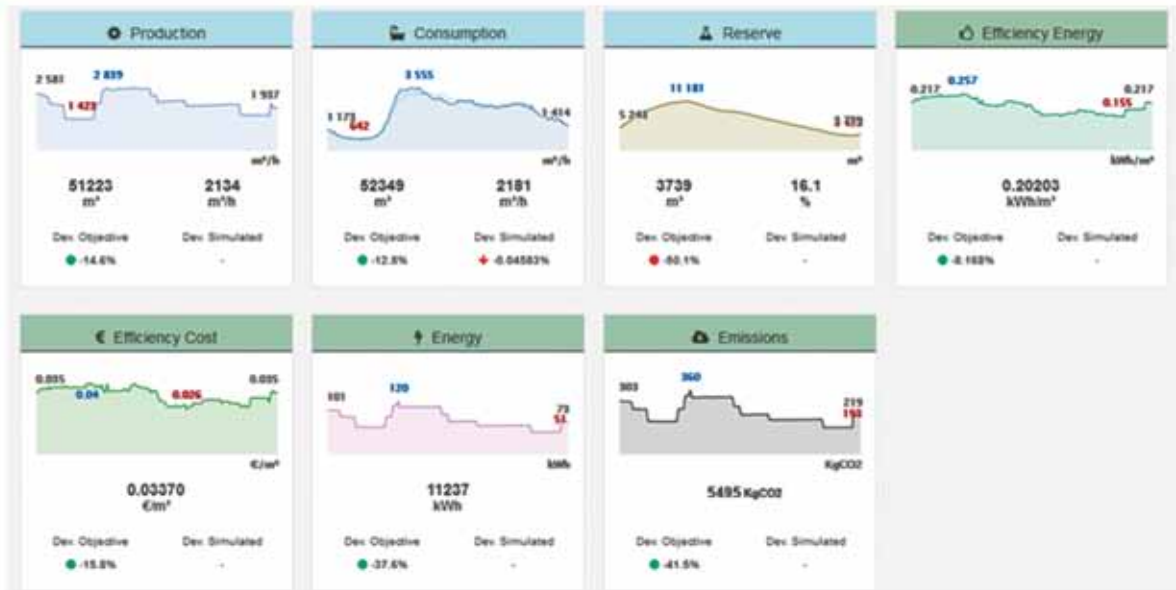 Production
2 581
2 839
1 423
1 937
m³/h
51223
m³
2134
m³/h
Dev. Objective
Dev. Simulated
-14.6%
-
Consumption
1 173
642
3 555
1 414
m³/h
52349
m³
2181
m³/h
Dev. Objective
Dev. Simulated
-12.8%
-0.04583%
Reserve
5 248
11 181
m³
3739
m³
16.1
%
Dev. Objective
Dev. Simulated
-50.1%
-
Efficiency Energy
0.217
0.257
0.155
0.217
kWh/m³
0.20203
kWh/m³
Dev. Objective
Dev. Simulated
-8.168%
-
€ Efficiency Cost
0.035
0.04
0.026
0.035
€/m³
0.03370
€/m³
Dev. Objective
Dev. Simulated
-15.8%
-
Energy
101
120
kWh
11237
kWh
Dev. Objective
Dev. Simulated
-37.6%
-
Emissions
303
360
219
193
KgCO2
5495 KgCO2
Dev. Objective
Dev. Simulated
-41.5%
-